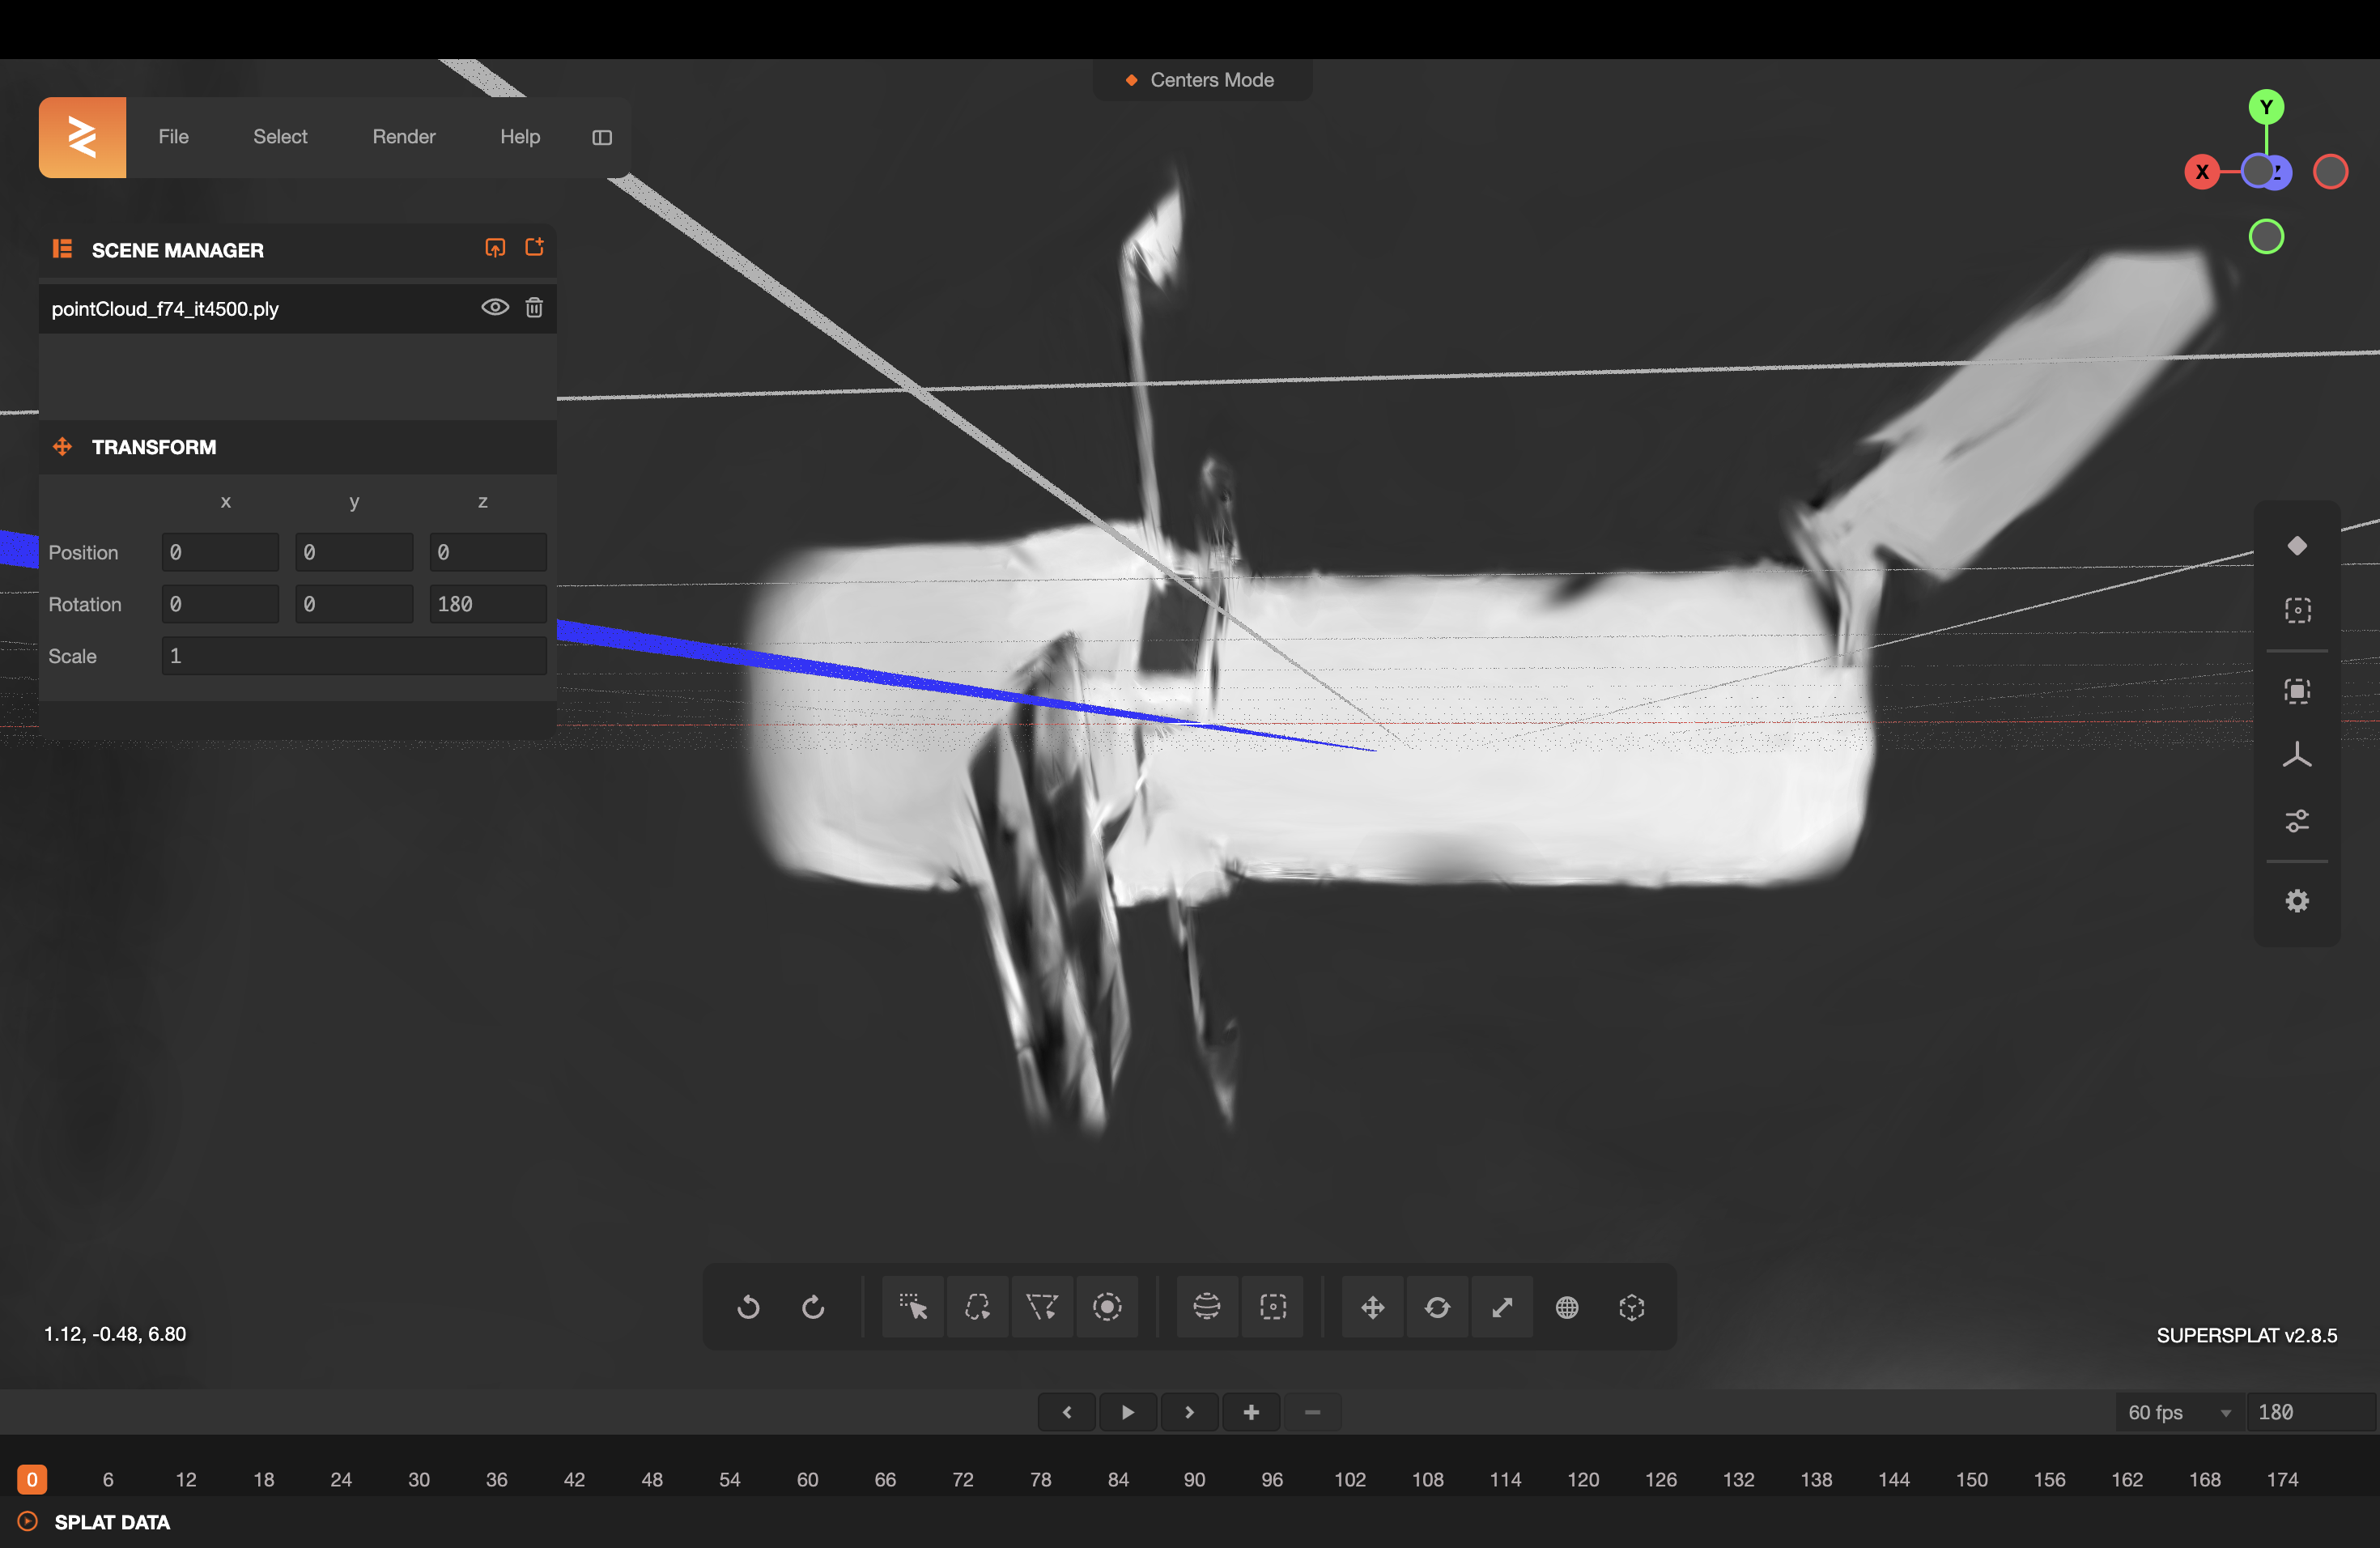 Centers Mode
File Select Render Help
Y
X Z
SCENE MANAGER
pointCloud_f74_it4500.ply
TRANSFORM
x y z
Position 0 0 0
Rotation 0 0 180
Scale 1
1.12, -0.48, 6.80
SUPERSPLAT v2.8.5
60 fps 180
0 6 12 18 24 30 36 42 48 54 60 66 72 78 84 90 96 102 108 114 120 126 132 138 144 150 156 162 168 174
SPLAT DATA